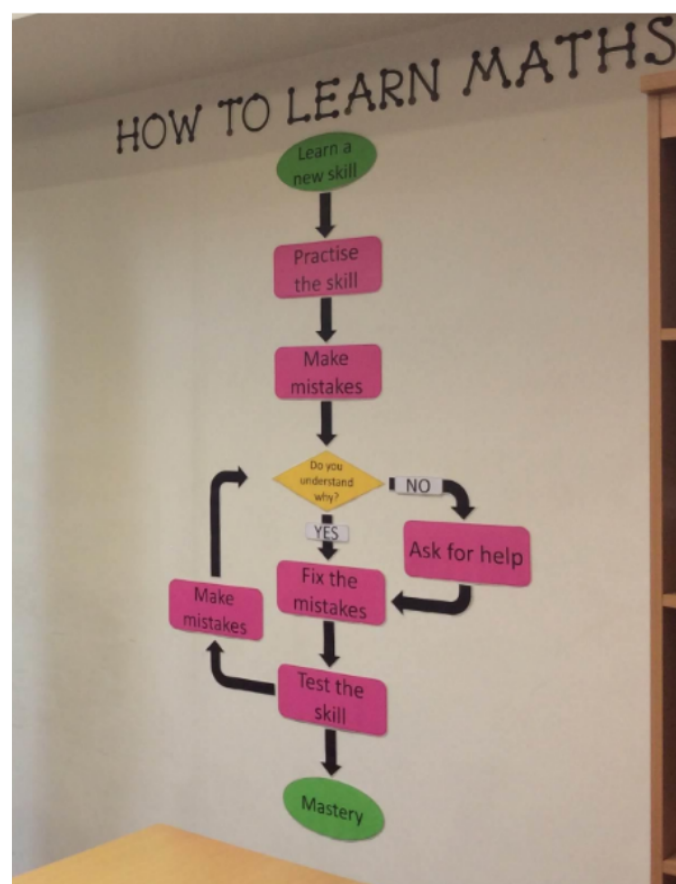 HOW TO LEARN MATHS
Learn a
new skill
Practise
the skill
Make
mistakes
Do you
understand
why?
NO
YES
Ask for help
Fix the
mistakes
Make
mistakes
Test the
skill
Mastery